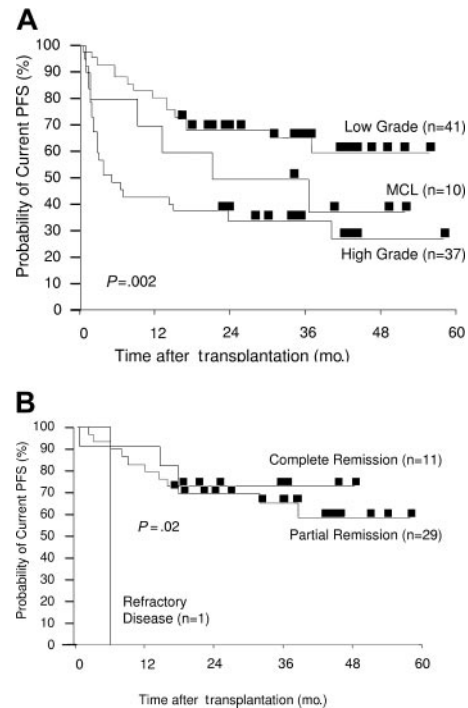 A
Probability of Current PFS (%)
100
90
80
70
60
50
40
30
20
10
0
Low Grade (n=41)
MCL (n=10)
High Grade (n=37)
P=.002
0 12 24 36 48 60
Time after transplantation (mo.)
B
Probability of Current PFS (%)
100
90
80
70
60
50
40
30
20
10
0
Complete Remission (n=11)
Partial Remission (n=29)
P=.02
Refractory
Disease (n=1)
0 12 24 36 48 60
Time after transplantation (mo.)